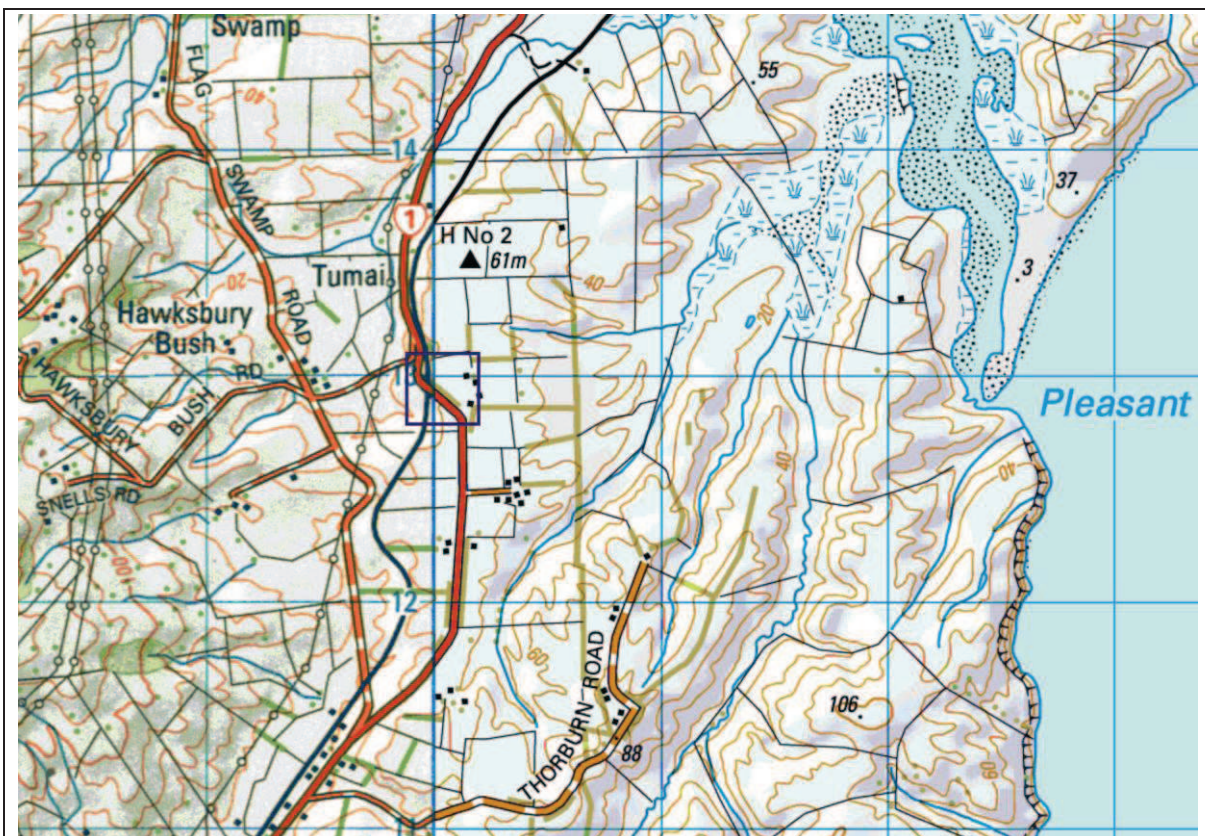 Swamp
FLAG
SWAMP
ROAD
40
55
14
37
1
H No 2
61m
3
Tumai
20
40
20
Hawksbury
Bush
RD
HAWKSBURY
BUSH
Pleasant
40
40
SNELLS RD
100
12
60
THORBURN ROAD
106
88
60